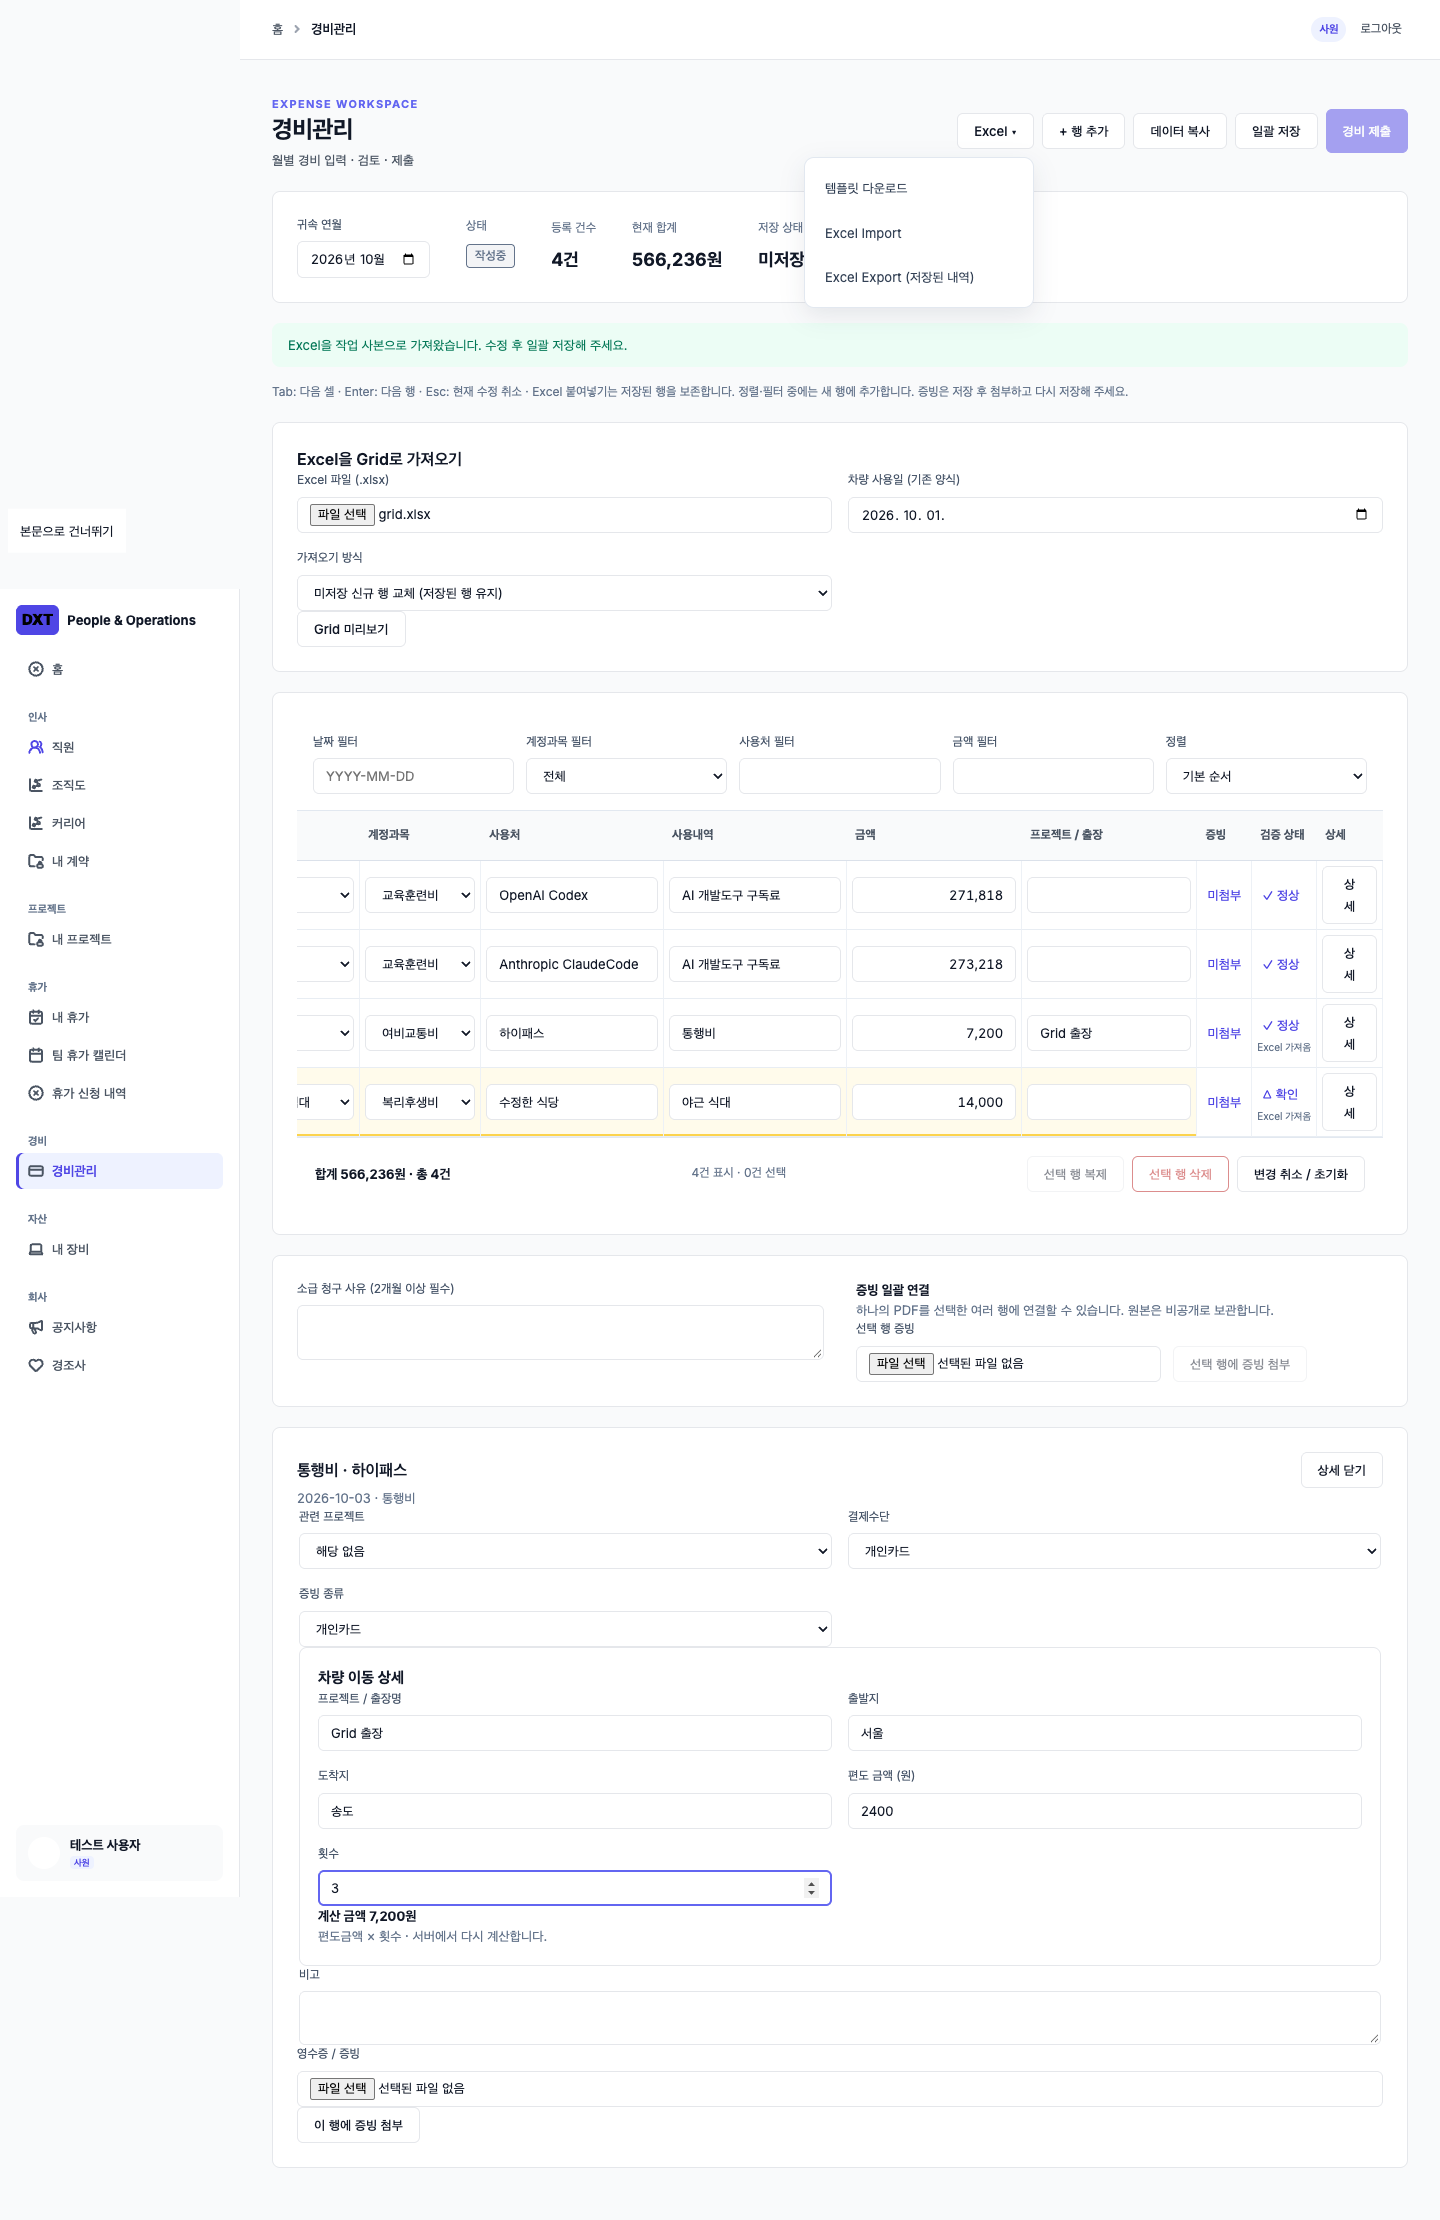 홈 > 경비관리
사원 로그아웃
EXPENSE WORKSPACE
경비관리
월별 경비 입력 · 검토 · 제출
Excel ▾ + 행 추가 데이터 복사 일괄 저장 경비 제출
템플릿 다운로드
Excel Import
Excel Export (저장된 내역)
귀속 연월 상태 등록 건수 현재 합계 저장 상태
2026년 10월 작성중 4건 566,236원 미저장
Excel을 작업 사본으로 가져왔습니다. 수정 후 일괄 저장해 주세요.
Tab: 다음 셀 · Enter: 다음 행 · Esc: 현재 수정 취소 · Excel 붙여넣기는 저장된 행을 보존합니다. 정렬·필터 중에는 새 행에 추가합니다. 증빙은 저장 후 첨부하고 다시 저장해 주세요.
Excel을 Grid로 가져오기
Excel 파일 (.xlsx) 차량 사용일 (기존 양식)
파일 선택 grid.xlsx 2026. 10. 01.
가져오기 방식
미저장 신규 행 교체 (저장된 행 유지)
Grid 미리보기
본문으로 건너뛰기
DXT People & Operations
홈
인사
직원
조직도
커리어
내 계약
프로젝트
내 프로젝트
휴가
내 휴가
팀 휴가 캘린더
휴가 신청 내역
경비
경비관리
자산
내 장비
회사
공지사항
경조사
테스트 사용자
사원
날짜 필터 계정과목 필터 사용처 필터 금액 필터 정렬
YYYY-MM-DD 전체 기본 순서
계정과목 사용처 사용내역 금액 프로젝트 / 출장 증빙 검증 상태 상세
교육훈련비 OpenAI Codex AI 개발도구 구독료 271,818 미첨부 ✓ 정상 상세
교육훈련비 Anthropic ClaudeCode AI 개발도구 구독료 273,218 미첨부 ✓ 정상 상세
여비교통비 하이패스 통행비 7,200 Grid 출장 미첨부 ✓ 정상 Excel 가져옴 상세
대 복리후생비 수정한 식당 야근 식대 14,000 미첨부 △ 확인 Excel 가져옴 상세
합계 566,236원 · 총 4건 4건 표시 · 0건 선택 선택 행 복제 선택 행 삭제 변경 취소 / 초기화
소급 청구 사유 (2개월 이상 필수)
증빙 일괄 연결
하나의 PDF를 선택한 여러 행에 연결할 수 있습니다. 원본은 비공개로 보관합니다.
선택 행 증빙
파일 선택 선택된 파일 없음 선택 행에 증빙 첨부
통행비 · 하이패스 상세 닫기
2026-10-03 · 통행비
관련 프로젝트 결제수단
해당 없음 개인카드
증빙 종류
개인카드
차량 이동 상세
프로젝트 / 출장명 출발지
Grid 출장 서울
도착지 편도 금액 (원)
송도 2400
횟수
3
계산 금액 7,200원
편도금액 × 횟수 · 서버에서 다시 계산합니다.
비고
영수증 / 증빙
파일 선택 선택된 파일 없음
이 행에 증빙 첨부